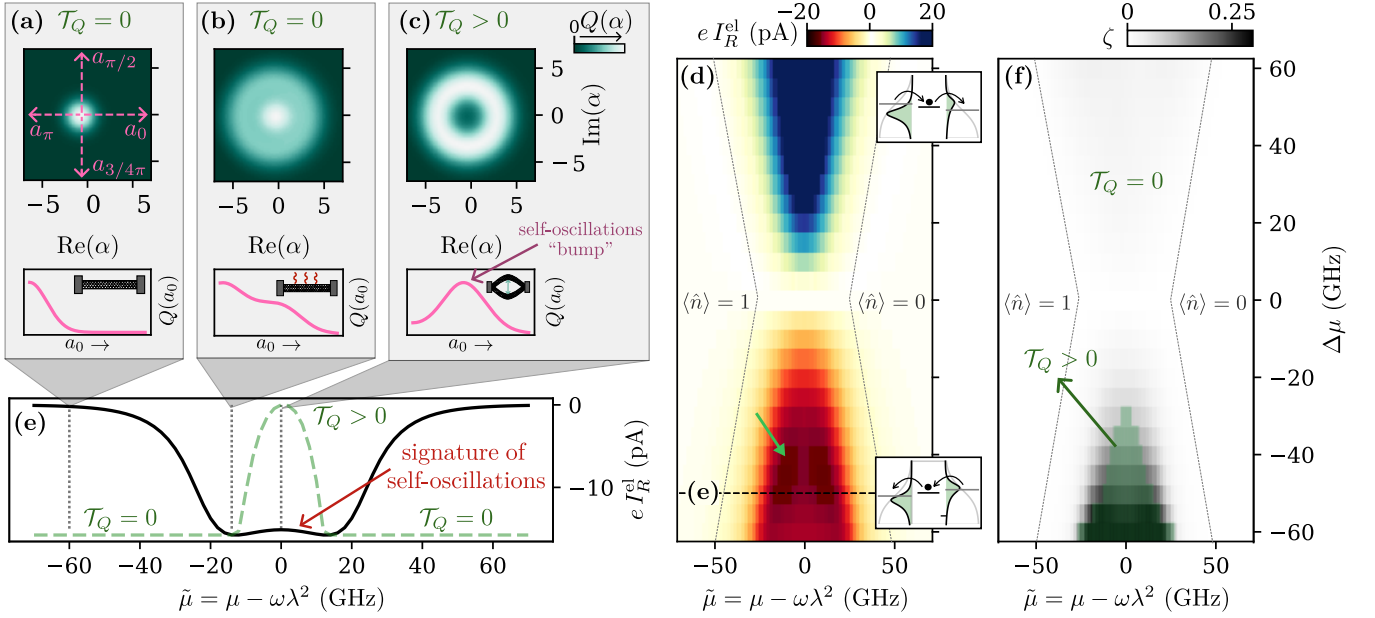 (a) 𝒯_Q = 0
a_{π/2}
a_π
a_0
a_{3/4π}
−5 0 5
Re(α)
Q(a_0)
a_0 →
(b) 𝒯_Q = 0
−5 0 5
Re(α)
Q(a_0)
a_0 →
(c) 𝒯_Q > 0
0 Q(α)
5
0
−5
Im(α)
−5 0 5
Re(α)
self-oscillations
“bump”
Q(a_0)
a_0 →
(e)
𝒯_Q > 0
signature of
self-oscillations
𝒯_Q = 0
𝒯_Q = 0
0
−10
e I_R^{el} (pA)
−60 −40 −20 0 20 40 60
μ̃ = μ − ωλ² (GHz)
e I_R^{el} (pA)
−20 0 20
(d)
⟨n̂⟩ = 1
⟨n̂⟩ = 0
(e)
−50 0 50
μ̃ = μ − ωλ² (GHz)
ζ
0 0.25
(f)
𝒯_Q = 0
⟨n̂⟩ = 1
⟨n̂⟩ = 0
𝒯_Q > 0
60
40
20
0
−20
−40
−60
Δμ (GHz)
−50 0 50
μ̃ = μ − ωλ² (GHz)